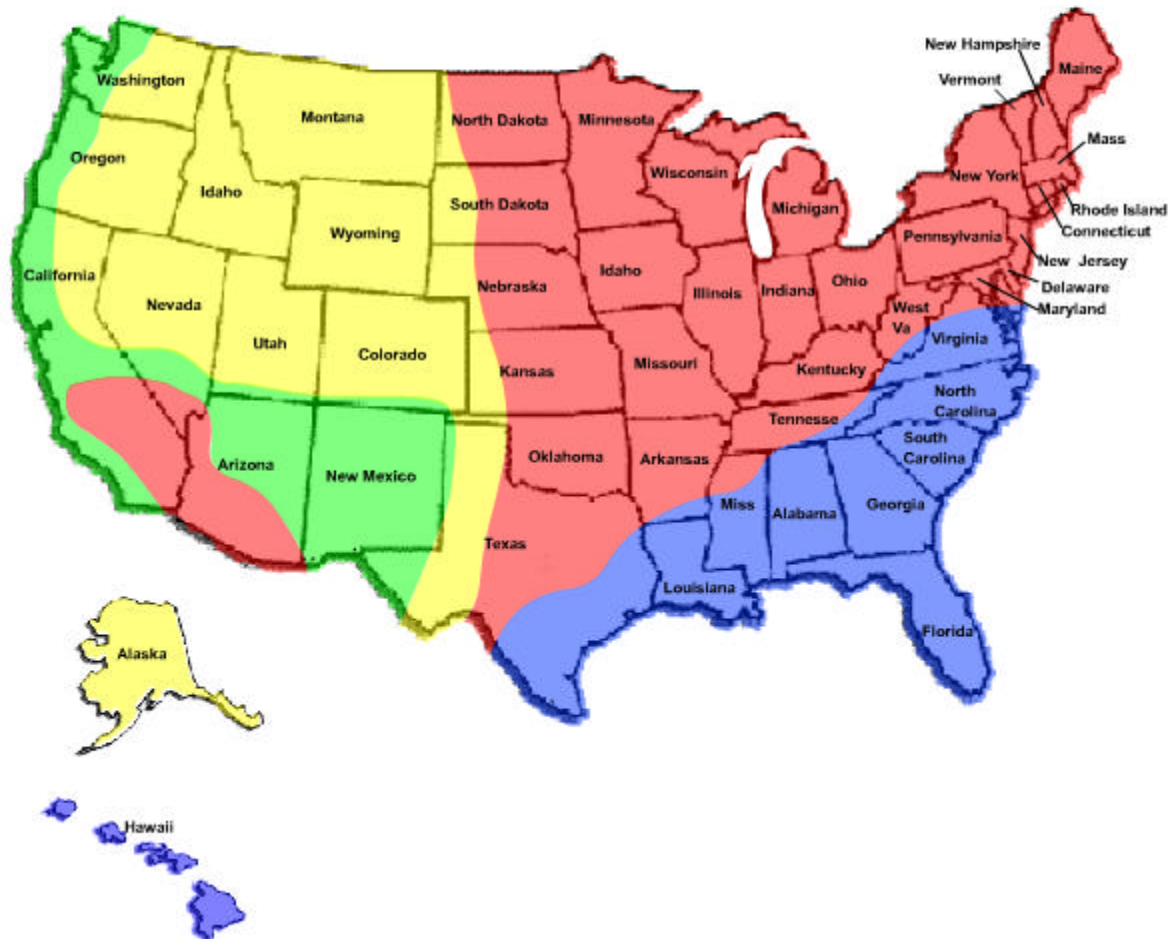 New Hampshire
Maine
Vermont
Washington
Montana
North Dakota
Minnesota
Mass
Oregon
Idaho
Wisconsin
New York
South Dakota
Michigan
Rhode Island
Wyoming
Connecticut
Pennsylvania
New Jersey
California
Idaho
Nebraska
Illinois
Indiana
Ohio
Delaware
Nevada
West
Va
Maryland
Utah
Colorado
Virginia
Kansas
Missouri
Kentucky
North
Carolina
Tennesse
South
Carolina
Arizona
New Mexico
Oklahoma
Arkansas
Miss
Alabama
Georgia
Texas
Louisiana
Florida
Alaska
Hawaii